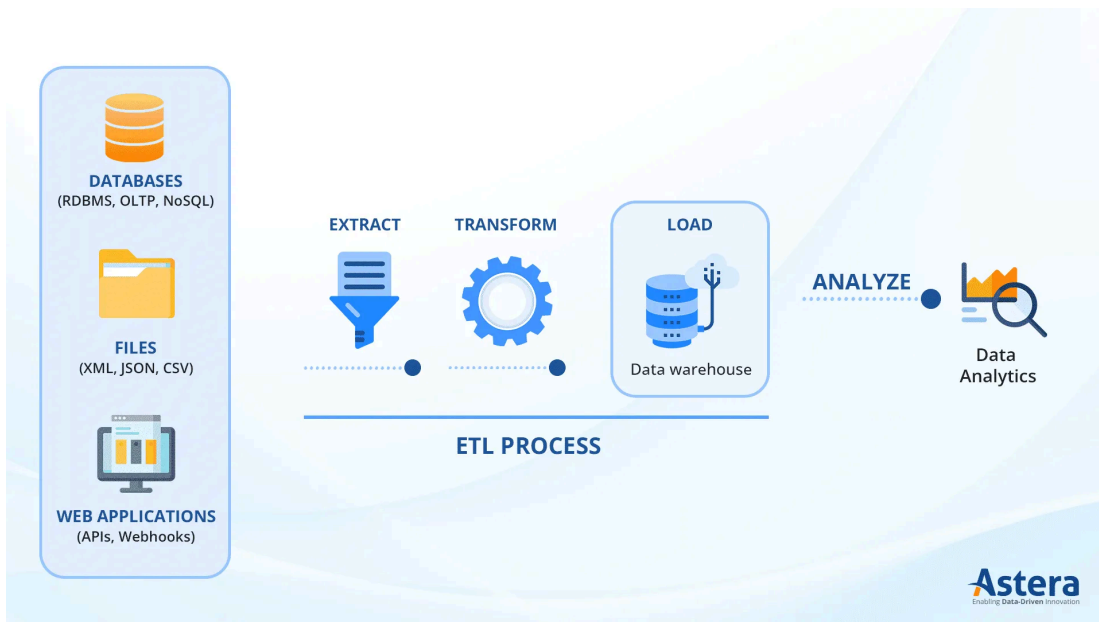 DATABASES
(RDBMS, OLTP, NoSQL)
FILES
(XML, JSON, CSV)
WEB APPLICATIONS
(APIs, Webhooks)
EXTRACT
TRANSFORM
LOAD
Data warehouse
ETL PROCESS
ANALYZE
Data
Analytics
Astera
Enabling Data-Driven Innovation